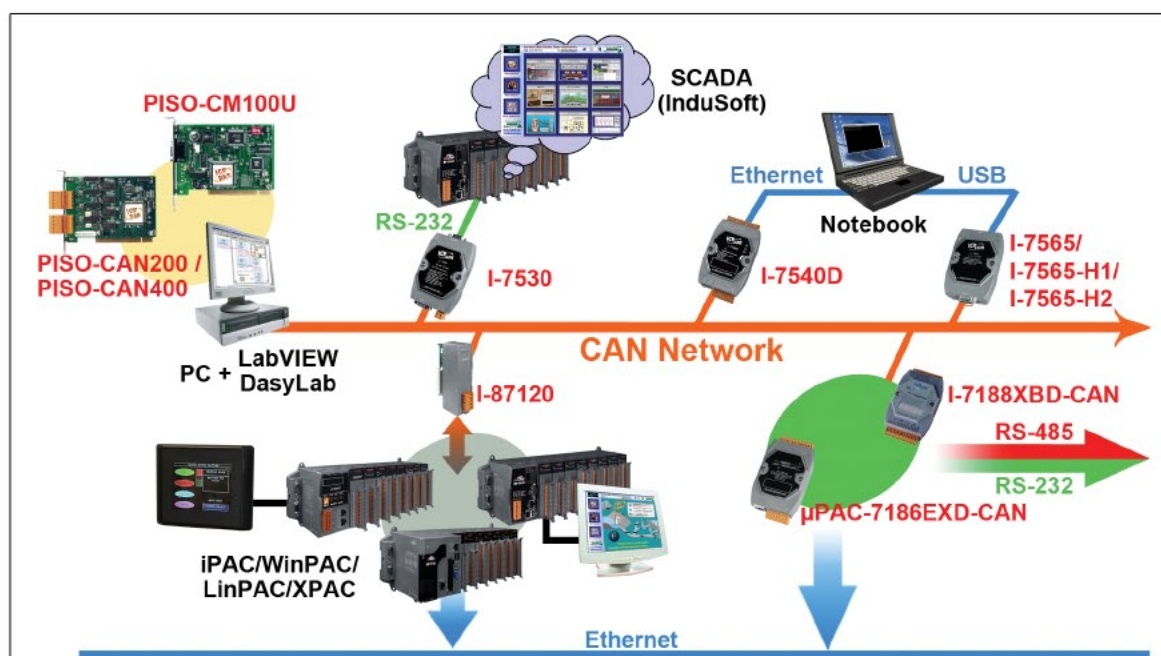 PISO-CM100U
SCADA
(InduSoft)
Ethernet
USB
Notebook
RS-232
PISO-CAN200 /
PISO-CAN400
I-7530
I-7540D
I-7565/
I-7565-H1/
I-7565-H2
CAN Network
PC +
LabVIEW
DasyLab
I-87120
I-7188XBD-CAN
RS-485
RS-232
µPAC-7186EXD-CAN
iPAC/WinPAC/
LinPAC/XPAC
Ethernet